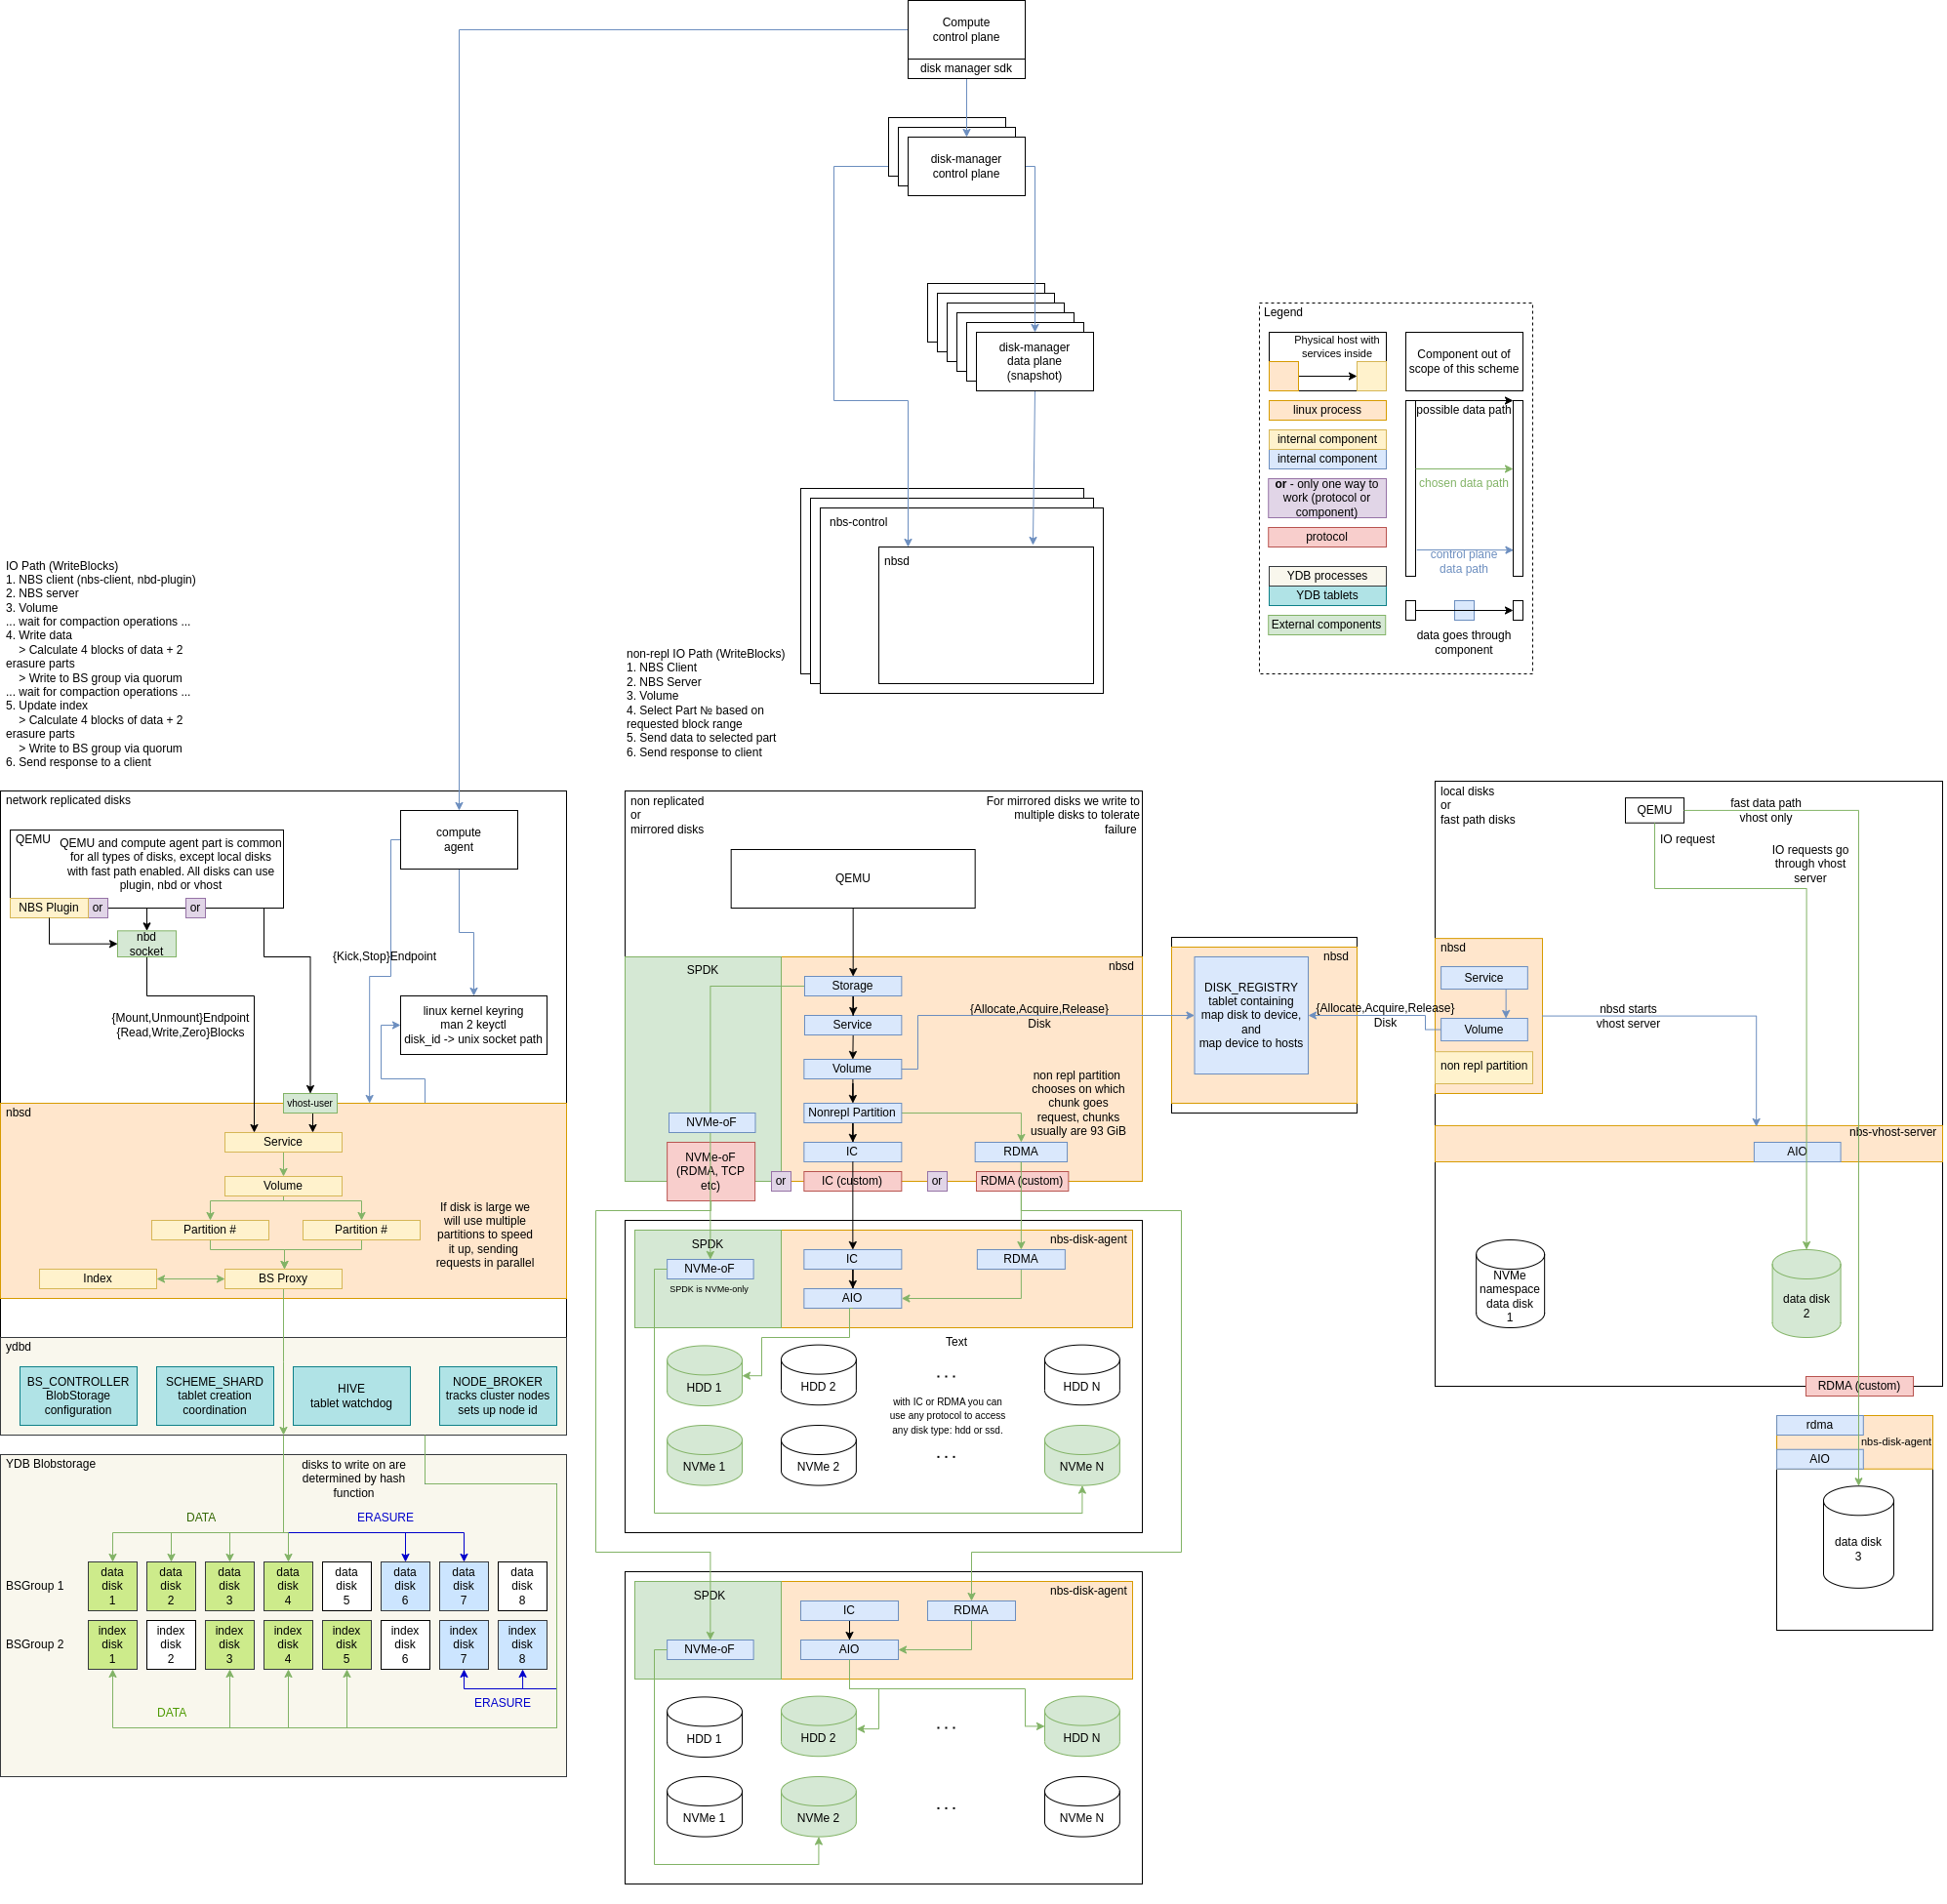 Compute
control plane
disk manager sdk
disk-manager
control plane
disk-manager
data plane
(snapshot)
nbs-control
nbsd
Legend
Physical host with
services inside
Component out of
scope of this scheme
linux process
possible data path
internal component
internal component
chosen data path
or - only one way to
work (protocol or
component)
protocol
control plane
data path
YDB processes
YDB tablets
External components
data goes through
component
IO Path (WriteBlocks)
1. NBS client (nbs-client, nbd-plugin)
2. NBS server
3. Volume
... wait for compaction operations ...
4. Write data
> Calculate 4 blocks of data + 2
erasure parts
> Write to BS group via quorum
... wait for compaction operations ...
5. Update index
> Calculate 4 blocks of data + 2
erasure parts
> Write to BS group via quorum
6. Send response to a client
non-repl IO Path (WriteBlocks)
1. NBS Client
2. NBS Server
3. Volume
4. Select Part № based on
requested block range
5. Send data to selected part
6. Send response to client
network replicated disks
QEMU
QEMU and compute agent part is common
for all types of disks, except local disks
with fast path enabled. All disks can use
plugin, nbd or vhost
NBS Plugin
or
or
nbd
socket
compute
agent
{Kick,Stop}Endpoint
{Mount,Unmount}Endpoint
{Read,Write,Zero}Blocks
linux kernel keyring
man 2 keyctl
disk_id -> unix socket path
vhost-user
nbsd
Service
Volume
Partition #
Partition #
If disk is large we
will use multiple
partitions to speed
it up, sending
requests in parallel
Index
BS Proxy
ydbd
BS_CONTROLLER
BlobStorage
configuration
SCHEME_SHARD
tablet creation
coordination
HIVE
tablet watchdog
NODE_BROKER
tracks cluster nodes
sets up node id
YDB Blobstorage
disks to write on are
determined by hash
function
DATA
ERASURE
BSGroup 1
data
disk
1
data
disk
2
data
disk
3
data
disk
4
data
disk
5
data
disk
6
data
disk
7
data
disk
8
BSGroup 2
index
disk
1
index
disk
2
index
disk
3
index
disk
4
index
disk
5
index
disk
6
index
disk
7
index
disk
8
ERASURE
DATA
non replicated
or
mirrored disks
For mirrored disks we write to
multiple disks to tolerate
failure
QEMU
SPDK
nbsd
Storage
Service
{Allocate,Acquire,Release}
Disk
Volume
non repl partition
chooses on which
chunk goes
request, chunks
usually are 93 GiB
NVMe-oF
Nonrepl Partition
IC
RDMA
NVMe-oF
(RDMA, TCP
etc)
or
IC (custom)
or
RDMA (custom)
SPDK
nbs-disk-agent
NVMe-oF
SPDK is NVMe-only
IC
RDMA
AIO
Text
HDD 1
HDD 2
...
HDD N
with IC or RDMA you can
use any protocol to access
any disk type: hdd or ssd.
NVMe 1
NVMe 2
...
NVMe N
SPDK
nbs-disk-agent
IC
RDMA
NVMe-oF
AIO
HDD 1
HDD 2
...
HDD N
NVMe 1
NVMe 2
...
NVMe N
nbsd
DISK_REGISTRY
tablet containing
map disk to device,
and
map device to hosts
{Allocate,Acquire,Release}
Disk
local disks
or
fast path disks
QEMU
fast data path
vhost only
IO request
IO requests go
through vhost
server
nbsd
Service
Volume
non repl partition
nbsd starts
vhost server
nbs-vhost-server
AIO
NVMe
namespace
data disk
1
data disk
2
RDMA (custom)
rdma
nbs-disk-agent
AIO
data disk
3